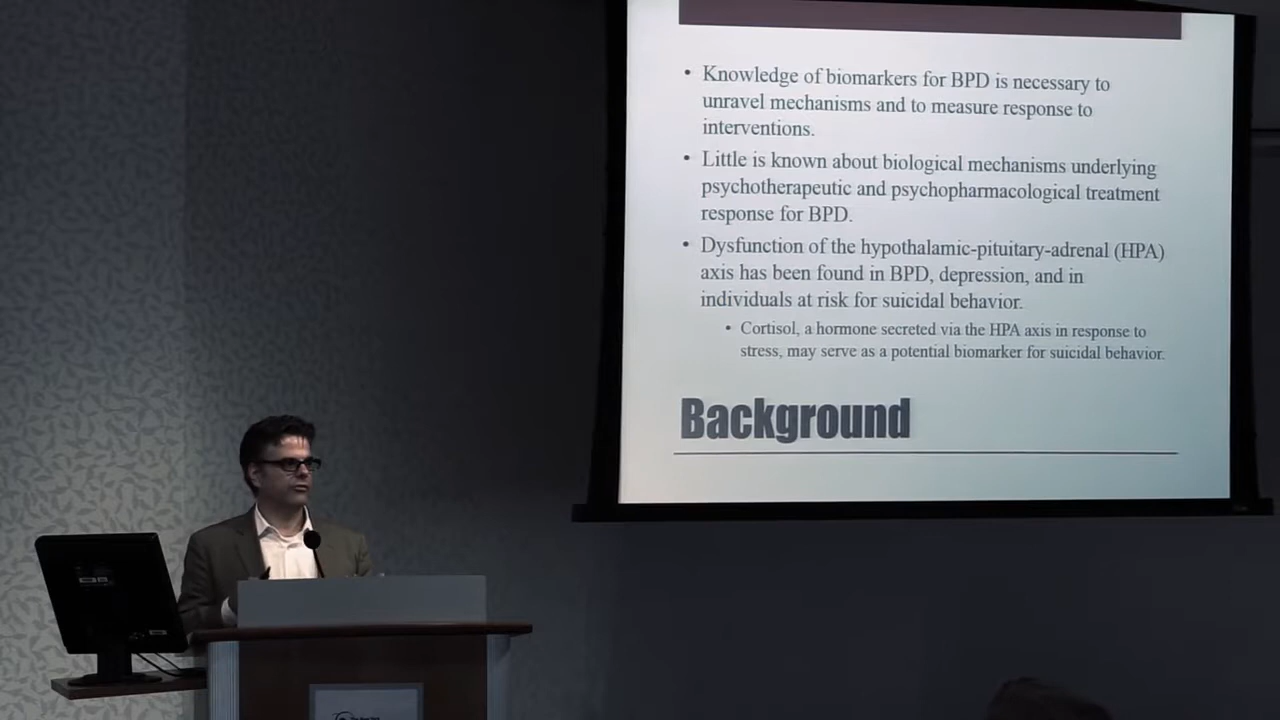 • Knowledge of biomarkers for BPD is necessary to
unravel mechanisms and to measure response to
interventions.
• Little is known about biological mechanisms underlying
psychotherapeutic and psychopharmacological treatment
response for BPD.
• Dysfunction of the hypothalamic-pituitary-adrenal (HPA)
axis has been found in BPD, depression, and in
individuals at risk for suicidal behavior.
• Cortisol, a hormone secreted via the HPA axis in response to
stress, may serve as a potential biomarker for suicidal behavior.
Background